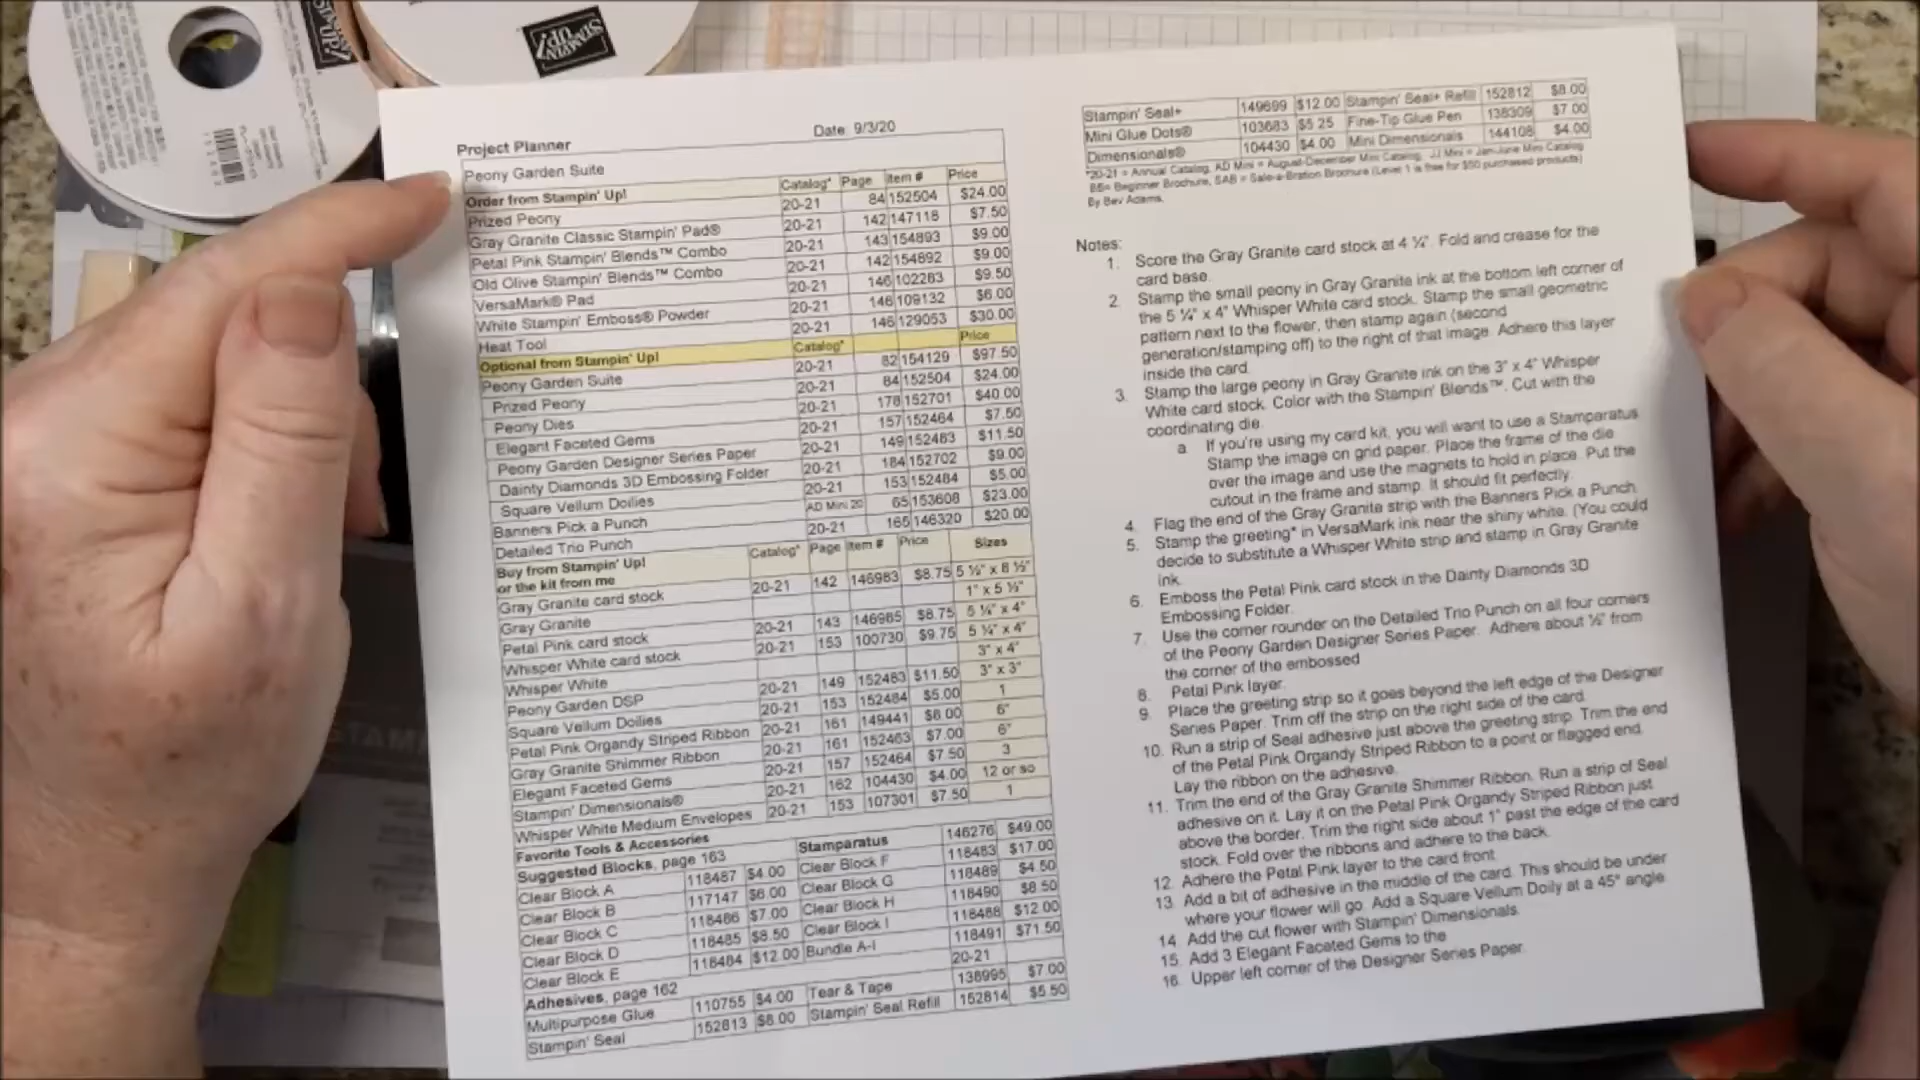 STAMPIN' UP!
Project Planner
Date: 9/3/20
Peony Garden Suite
Order from Stampin' Up! Catalog* Page Item # Price
Prized Peony 20-21 84 152504 $24.00
Gray Granite Classic Stampin' Pad® 20-21 142 147118 $7.50
Petal Pink Stampin' Blends™ Combo 20-21 143 154893 $9.00
Old Olive Stampin' Blends™ Combo 20-21 142 154892 $9.00
VersaMark® Pad 20-21 146 102283 $9.50
White Stampin' Emboss® Powder 20-21 146 109132 $6.00
Heat Tool 20-21 146 129053 $30.00
Optional from Stampin' Up! Catalog* Price
Peony Garden Suite 20-21 82 154129 $97.50
Prized Peony 20-21 84 152504 $24.00
Peony Dies 20-21 178 152701 $40.00
Elegant Faceted Gems 20-21 157 152464 $7.50
Peony Garden Designer Series Paper 20-21 149 152483 $11.50
Dainty Diamonds 3D Embossing Folder 20-21 184 152702 $9.00
Square Vellum Doilies 20-21 153 152484 $5.00
Banners Pick a Punch AD Mini 20 65 153608 $23.00
Detailed Trio Punch 20-21 165 146320 $20.00
Buy from Stampin' Up! Catalog* Page Item # Price Sizes
or the kit from me
Gray Granite card stock 20-21 142 146983 $8.75 5 ½" x 8 ½"
Gray Granite 1" x 5 ½"
Petal Pink card stock 20-21 143 146985 $8.75 5 ¼" x 4"
Whisper White card stock 20-21 153 100730 $9.75 5 ¼" x 4"
Whisper White 3" x 4"
Peony Garden DSP 20-21 149 152483 $11.50 3" x 3"
Square Vellum Doilies 20-21 153 152484 $5.00 1
Petal Pink Organdy Striped Ribbon 20-21 161 149441 $8.00 6"
Gray Granite Shimmer Ribbon 20-21 161 152463 $7.00 6"
Elegant Faceted Gems 20-21 157 152464 $7.50 3
Stampin' Dimensionals® 20-21 162 104430 $4.00 12 or so
Whisper White Medium Envelopes 20-21 153 107301 $7.50 1
Favorite Tools & Accessories
Suggested Blocks, page 163 Stamparatus 146276 $49.00
Clear Block A 118487 $4.00 Clear Block F 118483 $17.00
Clear Block B 117147 $6.00 Clear Block G 118489 $4.50
Clear Block C 118486 $7.00 Clear Block H 118490 $8.50
Clear Block D 118485 $8.50 Clear Block I 118488 $12.00
Clear Block E 118484 $12.00 Bundle A-I 118491 $71.50
Adhesives, page 162 20-21
Multipurpose Glue 110755 $4.00 Tear & Tape 138995 $7.00
Stampin' Seal 152813 $8.00 Stampin' Seal Refill 152814 $5.50
Stampin' Seal+ 149699 $12.00 Stampin' Seal+ Refill 152812 $8.00
Mini Glue Dots® 103683 $5.25 Fine-Tip Glue Pen 138309 $7.00
Dimensionals® 104430 $4.00 Mini Dimensionals 144108 $4.00
*20-21 = Annual Catalog, AD Mini = August-December Mini Catalog, JJ Mini = Jan-June Mini Catalog
BB= Beginner Brochure, SAB = Sale-a-Bration Brochure (Level 1 is free for $50 purchased products)
By Bev Adams.
Notes:
1. Score the Gray Granite card stock at 4 ¼". Fold and crease for the
card base.
2. Stamp the small peony in Gray Granite ink at the bottom left corner of
the 5 ¼" x 4" Whisper White card stock. Stamp the small geometric
pattern next to the flower, then stamp again (second
generation/stamping off) to the right of that image. Adhere this layer
inside the card.
3. Stamp the large peony in Gray Granite ink on the 3" x 4" Whisper
White card stock. Color with the Stampin' Blends™. Cut with the
coordinating die.
a If you're using my card kit, you will want to use a Stamparatus
Stamp the image on grid paper. Place the frame of the die
over the image and use the magnets to hold in place. Put the
cutout in the frame and stamp. It should fit perfectly.
4. Flag the end of the Gray Granite strip with the Banners Pick a Punch.
5. Stamp the greeting* in VersaMark ink near the shiny white. (You could
decide to substitute a Whisper White strip and stamp in Gray Granite
ink.
6. Emboss the Petal Pink card stock in the Dainty Diamonds 3D
Embossing Folder.
7. Use the corner rounder on the Detailed Trio Punch on all four corners
of the Peony Garden Designer Series Paper. Adhere about ½" from
the corner of the embossed
8. Petal Pink layer.
9. Place the greeting strip so it goes beyond the left edge of the Designer
Series Paper. Trim off the strip on the right side of the card.
10. Run a strip of Seal adhesive just above the greeting strip. Trim the end
of the Petal Pink Organdy Striped Ribbon to a point or flagged end.
Lay the ribbon on the adhesive.
11. Trim the end of the Gray Granite Shimmer Ribbon. Run a strip of Seal
adhesive on it. Lay it on the Petal Pink Organdy Striped Ribbon just
above the border. Trim the right side about 1" past the edge of the card
stock. Fold over the ribbons and adhere to the back.
12. Adhere the Petal Pink layer to the card front.
13. Add a bit of adhesive in the middle of the card. This should be under
where your flower will go. Add a Square Vellum Doily at a 45° angle.
14. Add the cut flower with Stampin' Dimensionals.
15. Add 3 Elegant Faceted Gems to the
16. Upper left corner of the Designer Series Paper.